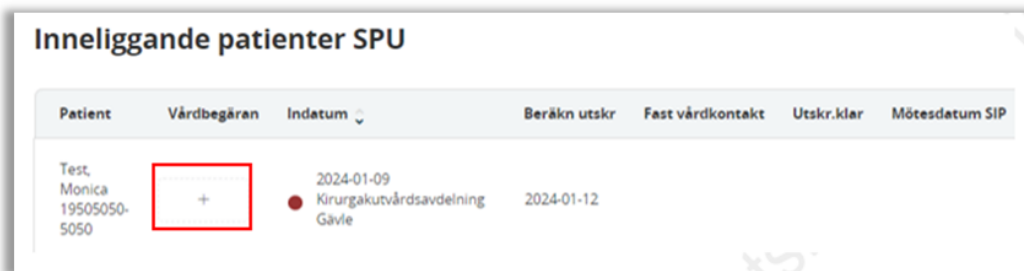 Inneliggande patienter SPU
Patient Vårdbegäran Indatum Beräkn utskr Fast vårdkontakt Utskr.klar Mötesdatum SIP
Test,
Monica
19505050-
5050
+
2024-01-09
Kirurgakutvårdsavdelning
Gävle
2024-01-12